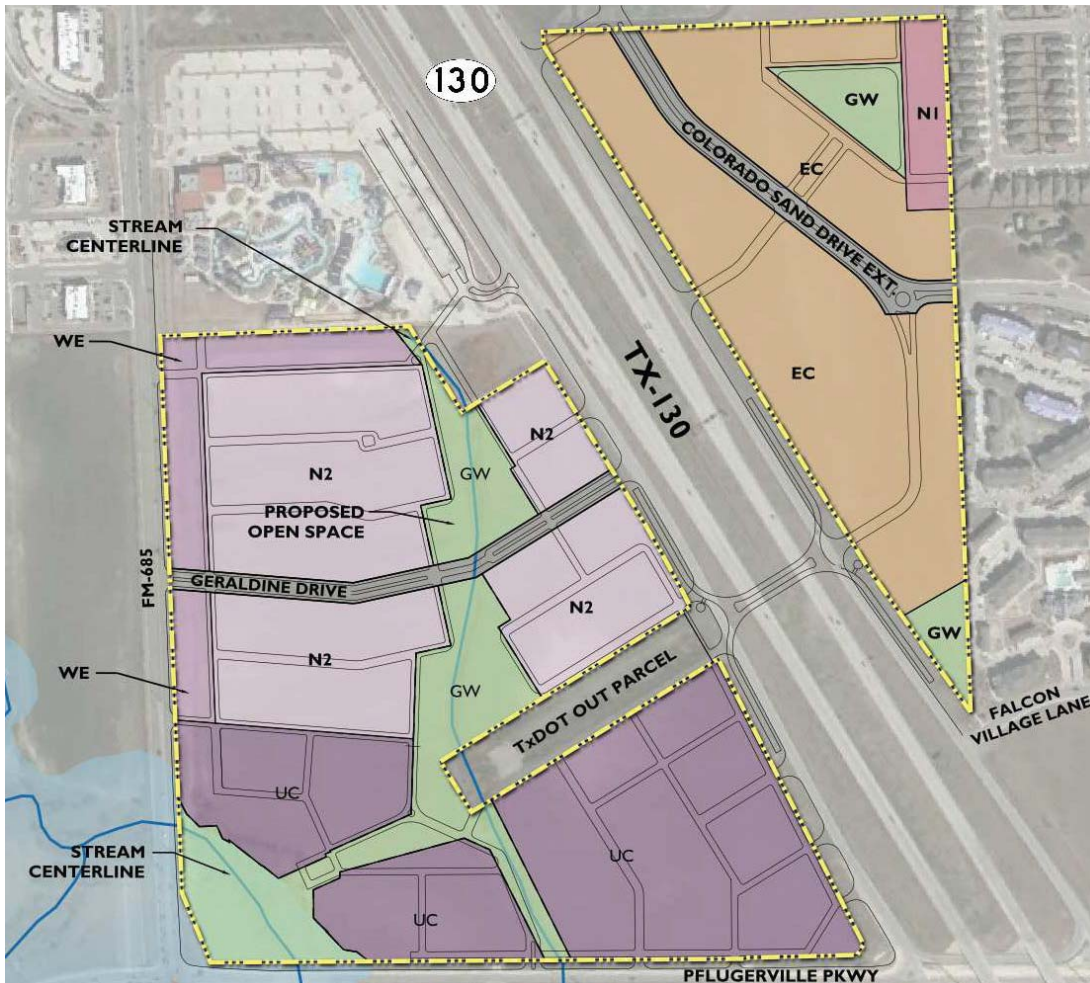 130
GW
N1
COLORADO SAND DRIVE EXT.
EC
STREAM
CENTERLINE
WE
TX-130
EC
N2
N2
GW
PROPOSED
OPEN SPACE
FM-685
GERALDINE DRIVE
N2
GW
N2
GW
WE
TxDOT OUT PARCEL
FALCON
VILLAGE LANE
UC
STREAM
CENTERLINE
UC
UC
PFLUGERVILLE PKWY